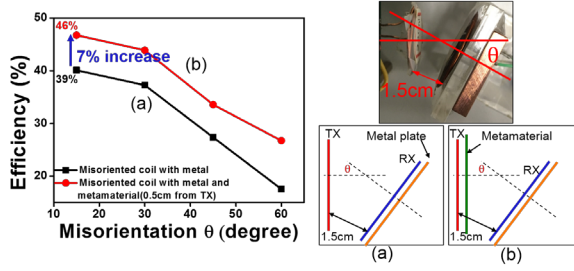 46%
7% increase
39%
(b)
(a)
50
40
30
20
Efficiency (%)
Misoriented coil with metal
Misoriented coil with metal and
metamaterial(0.5cm from TX)
10 20 30 40 50 60
Misorientation θ (degree)
θ
1.5cm
TX
Metal plate
θ
RX
1.5cm
(a)
TX
Metamaterial
θ
RX
1.5cm
(b)